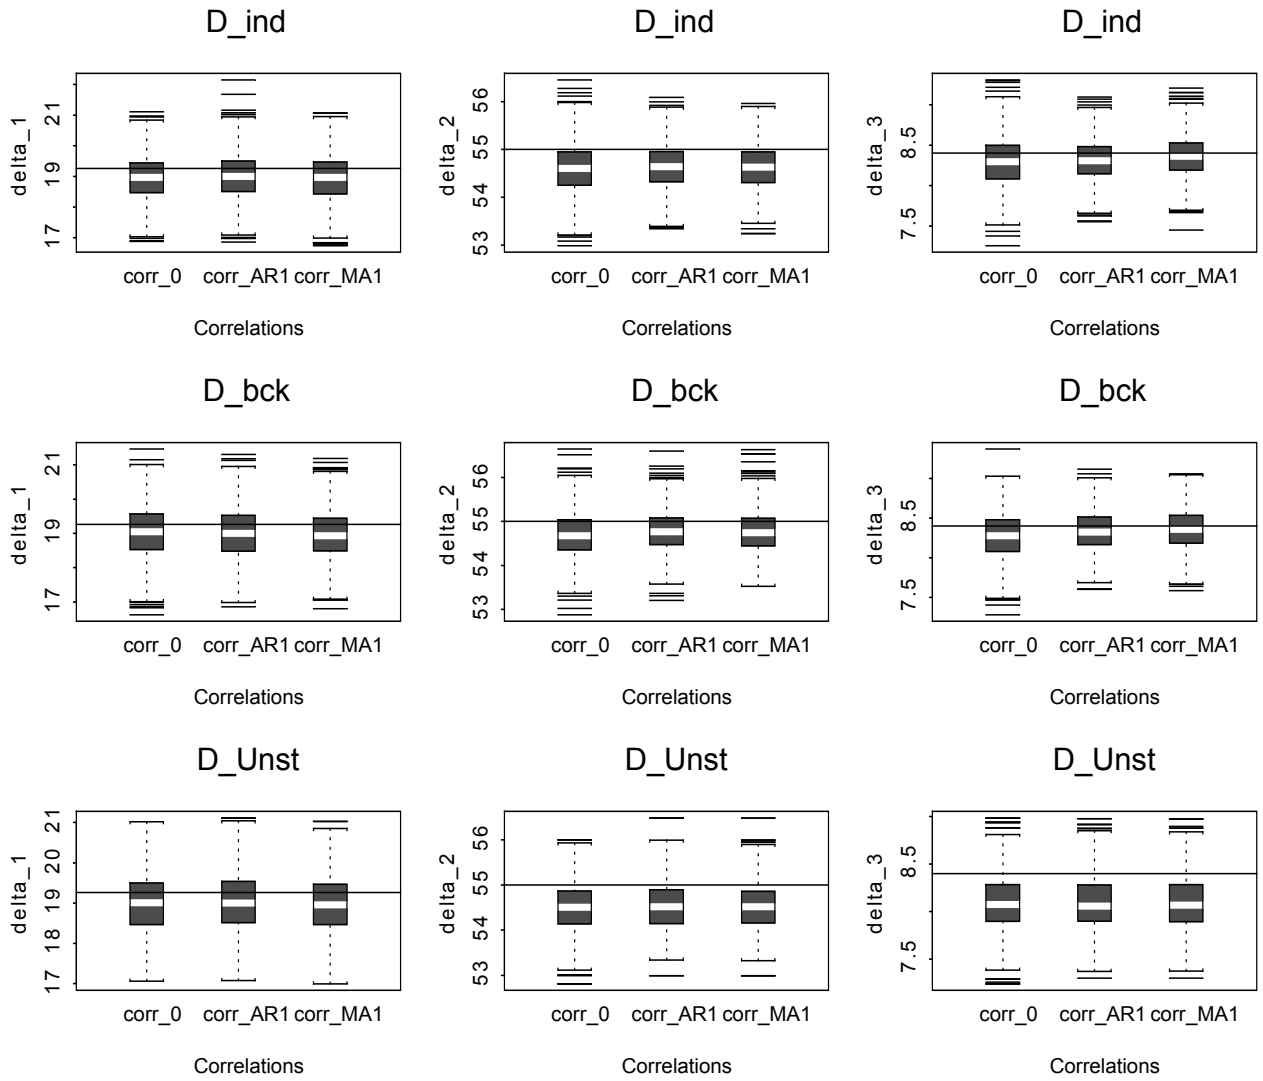 D_ind D_ind D_ind
delta_1
17 19 21
corr_0 corr_AR1 corr_MA1
Correlations
delta_2
53 54 55 56
corr_0 corr_AR1 corr_MA1
Correlations
delta_3
7.5 8.5
corr_0 corr_AR1 corr_MA1
Correlations
D_bck D_bck D_bck
delta_1
17 19 21
corr_0 corr_AR1 corr_MA1
Correlations
delta_2
53 54 55 56
corr_0 corr_AR1 corr_MA1
Correlations
delta_3
7.5 8.5
corr_0 corr_AR1 corr_MA1
Correlations
D_Unst D_Unst D_Unst
delta_1
17 18 19 20 21
corr_0 corr_AR1 corr_MA1
Correlations
delta_2
53 54 55 56
corr_0 corr_AR1 corr_MA1
Correlations
delta_3
7.5 8.5
corr_0 corr_AR1 corr_MA1
Correlations